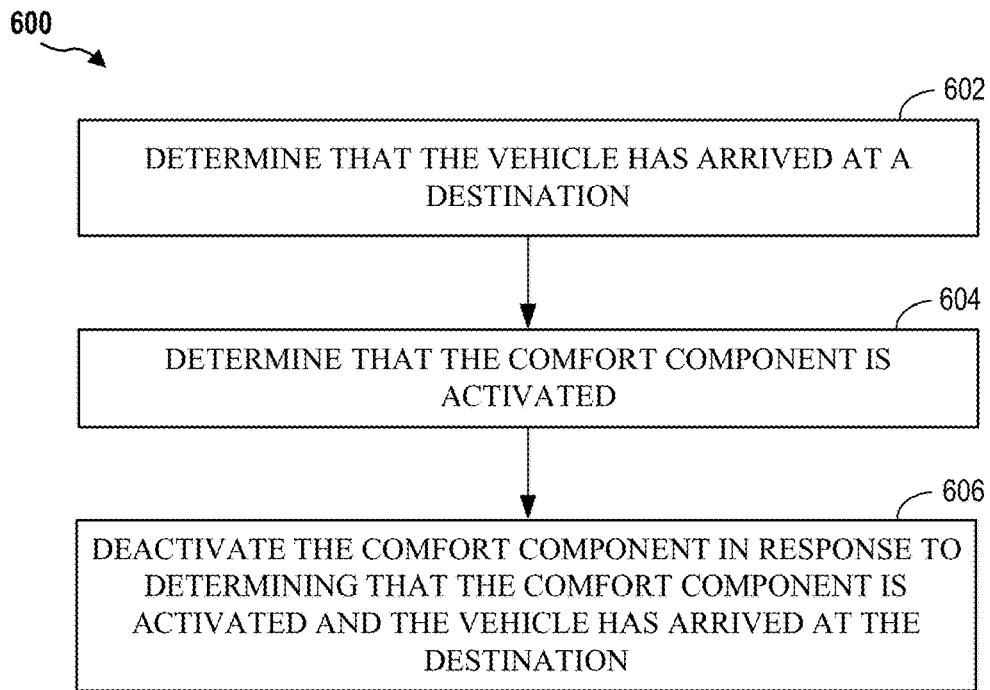 600
602
DETERMINE THAT THE VEHICLE HAS ARRIVED AT A
DESTINATION
604
DETERMINE THAT THE COMFORT COMPONENT IS
ACTIVATED
606
DEACTIVATE THE COMFORT COMPONENT IN RESPONSE TO
DETERMINING THAT THE COMFORT COMPONENT IS
ACTIVATED AND THE VEHICLE HAS ARRIVED AT THE
DESTINATION